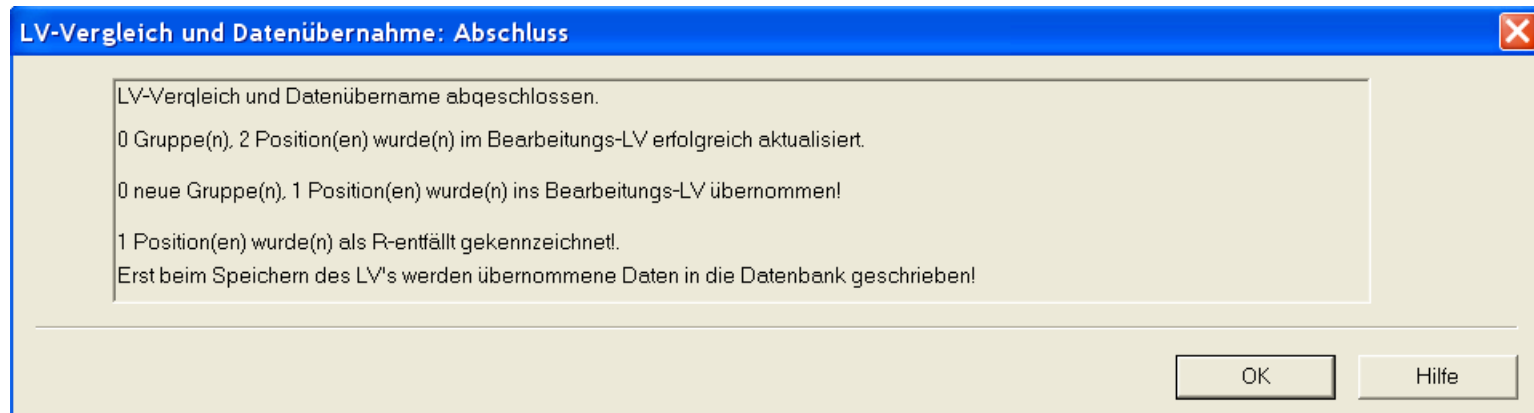 LV-Vergleich und Datenübernahme: Abschluss
LV-Vergleich und Datenübername abgeschlossen.
0 Gruppe(n), 2 Position(en) wurde(n) im Bearbeitungs-LV erfolgreich aktualisiert.
0 neue Gruppe(n), 1 Position(en) wurde(n) ins Bearbeitungs-LV übernommen!
1 Position(en) wurde(n) als R-entfällt gekennzeichnet!.
Erst beim Speichern des LV's werden übernommene Daten in die Datenbank geschrieben!
OK
Hilfe